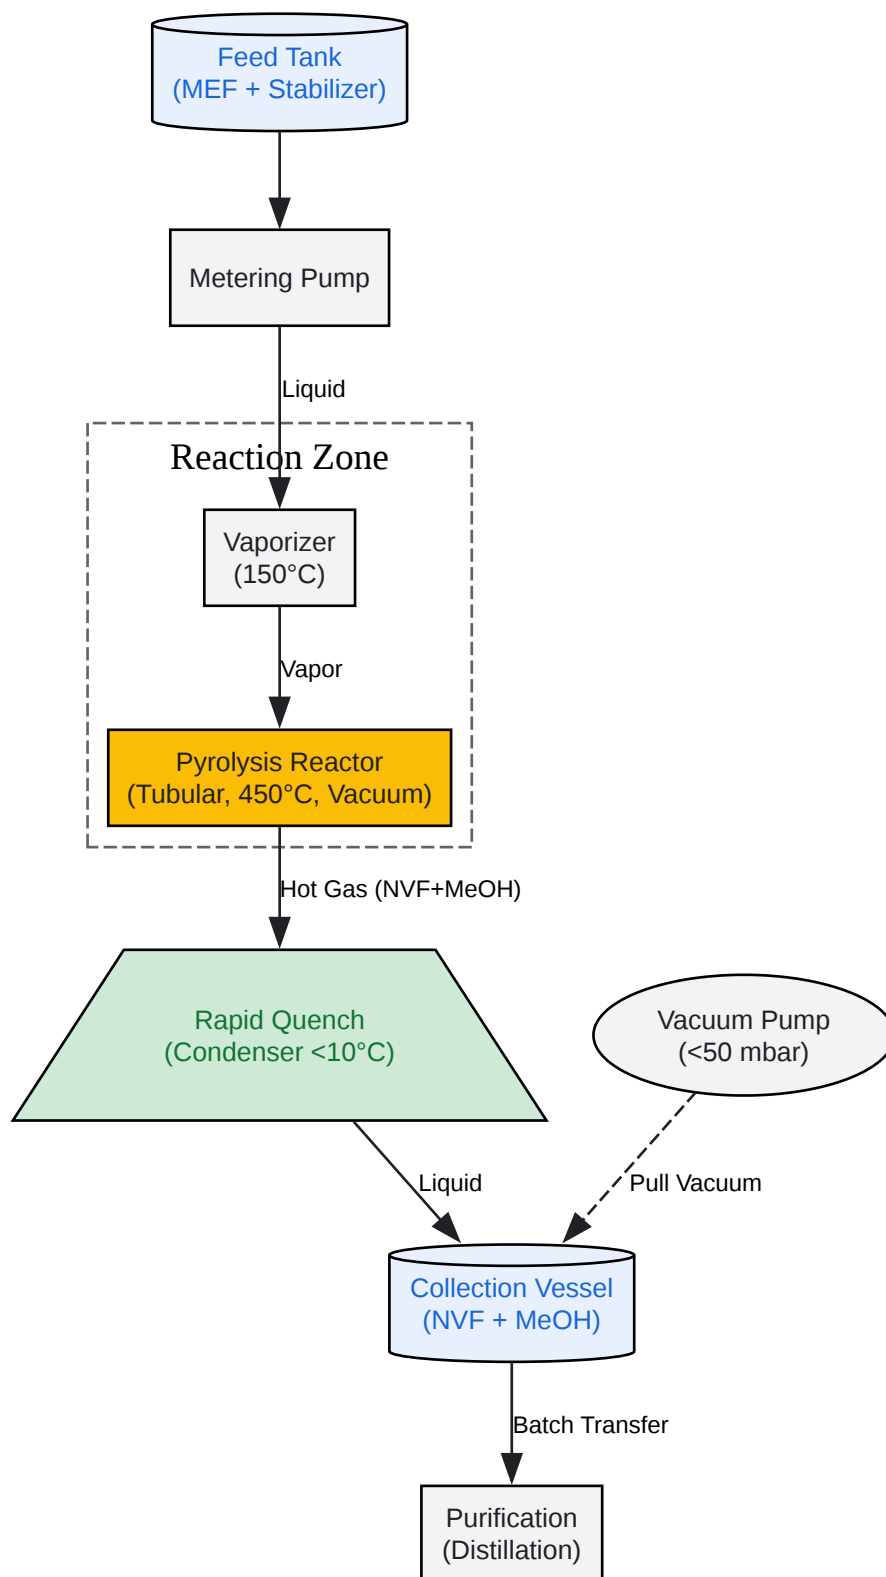 Feed Tank
(MEF + Stabilizer)
Metering Pump
Liquid
Reaction Zone
Vaporizer
(150°C)
Vapor
Pyrolysis Reactor
(Tubular, 450°C, Vacuum)
Hot Gas (NVF+MeOH)
Rapid Quench
(Condenser <10°C)
Vacuum Pump
(<50 mbar)
Liquid
Pull Vacuum
Collection Vessel
(NVF + MeOH)
Batch Transfer
Purification
(Distillation)